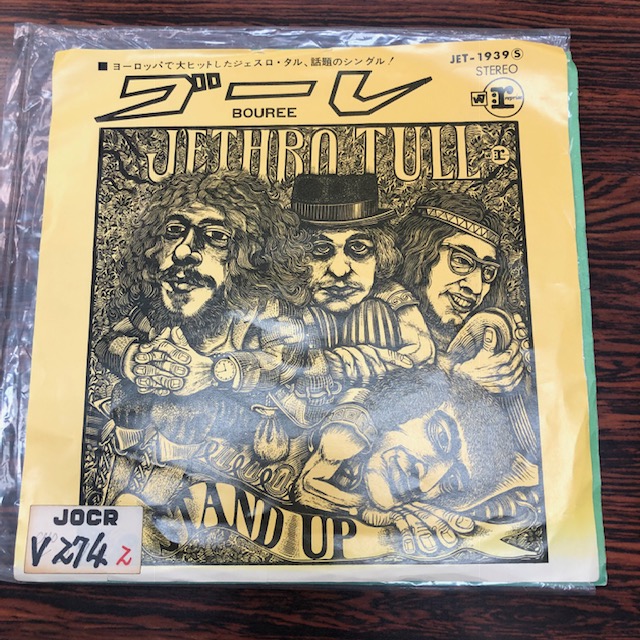 ■ヨーロッパで大ヒットしたジェスロ・タル、話題のシングル!
JET-1939 Ⓢ
STEREO
ブーレ
BOUREE
W
r
reprise
JETHRO TULL
r
STAND UP
JOCR
V274 2